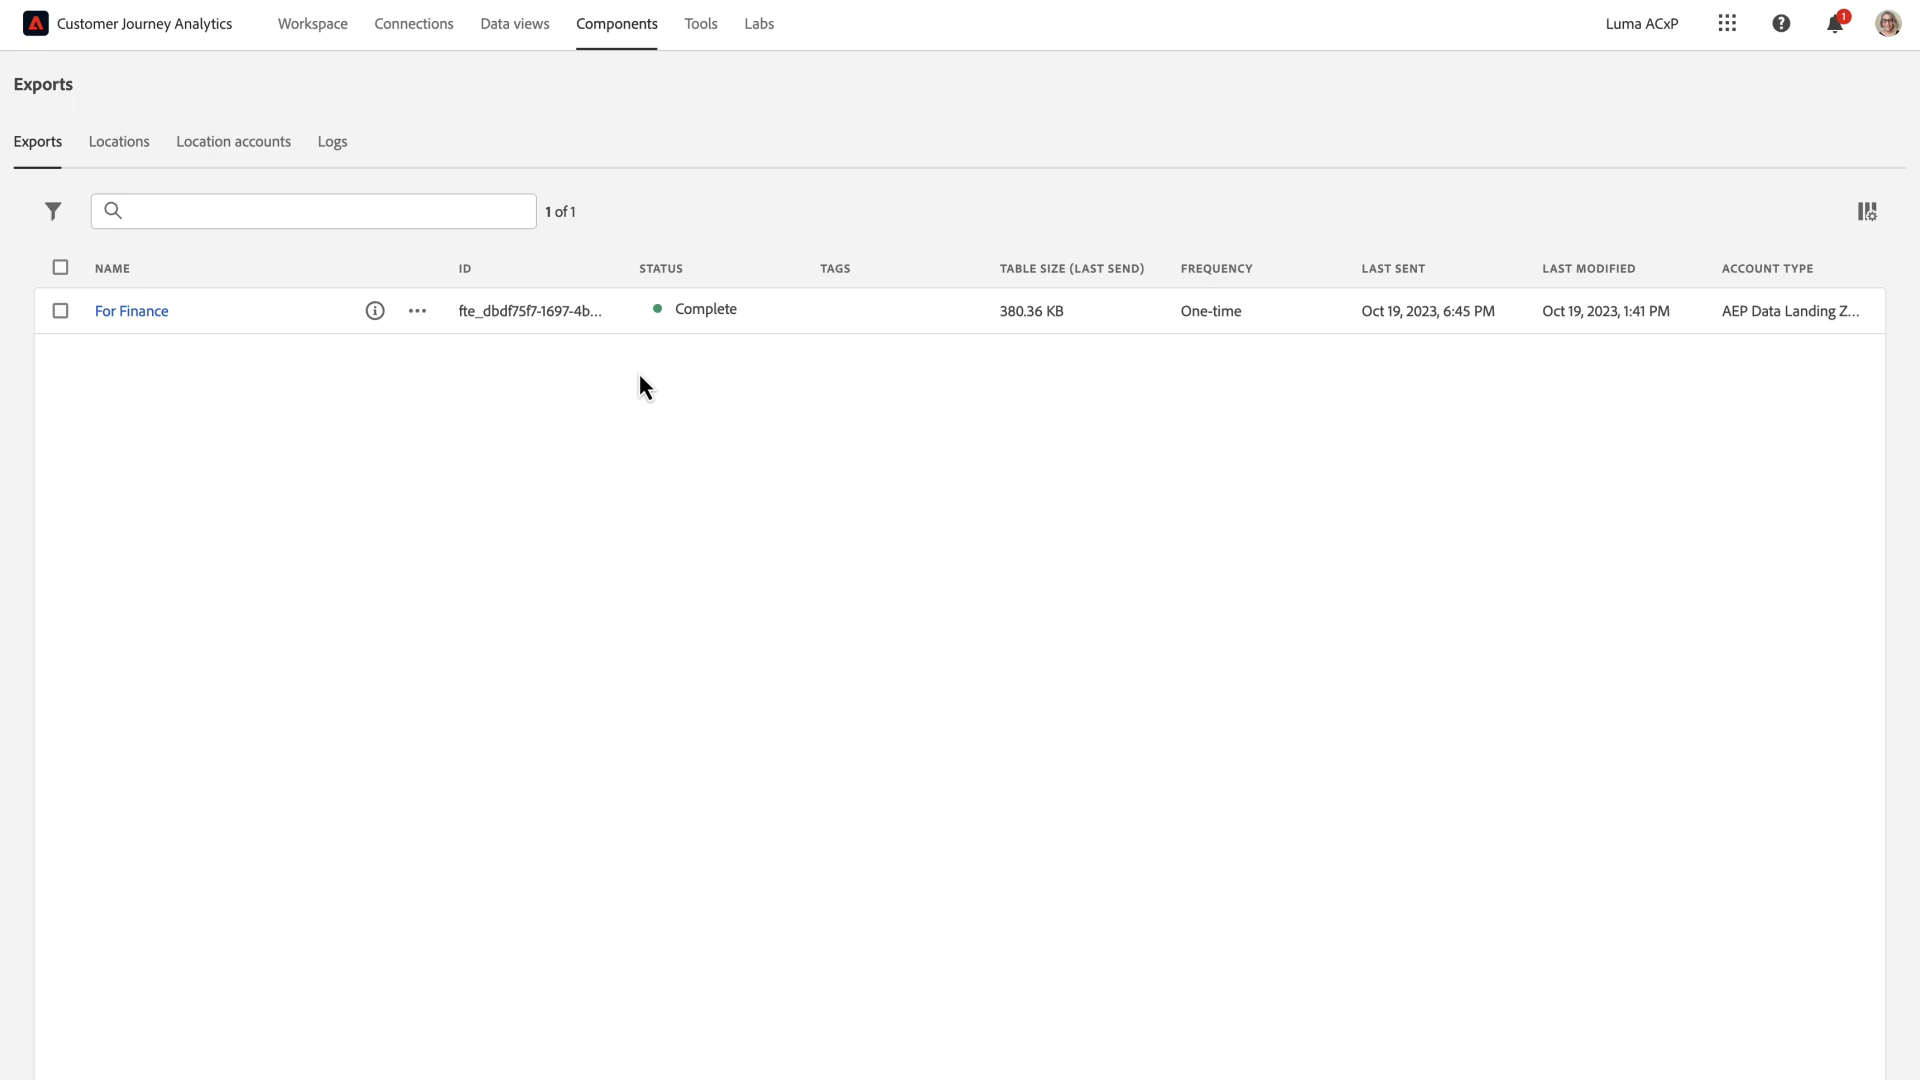 Customer Journey Analytics Workspace Connections Data views Components Tools Labs Luma ACxP 1
Exports
Exports Locations Location accounts Logs
1 of 1
NAME ID STATUS TAGS TABLE SIZE (LAST SEND) FREQUENCY LAST SENT LAST MODIFIED ACCOUNT TYPE
For Finance fte_dbdf75f7-1697-4b... Complete 380.36 KB One-time Oct 19, 2023, 6:45 PM Oct 19, 2023, 1:41 PM AEP Data Landing Z...